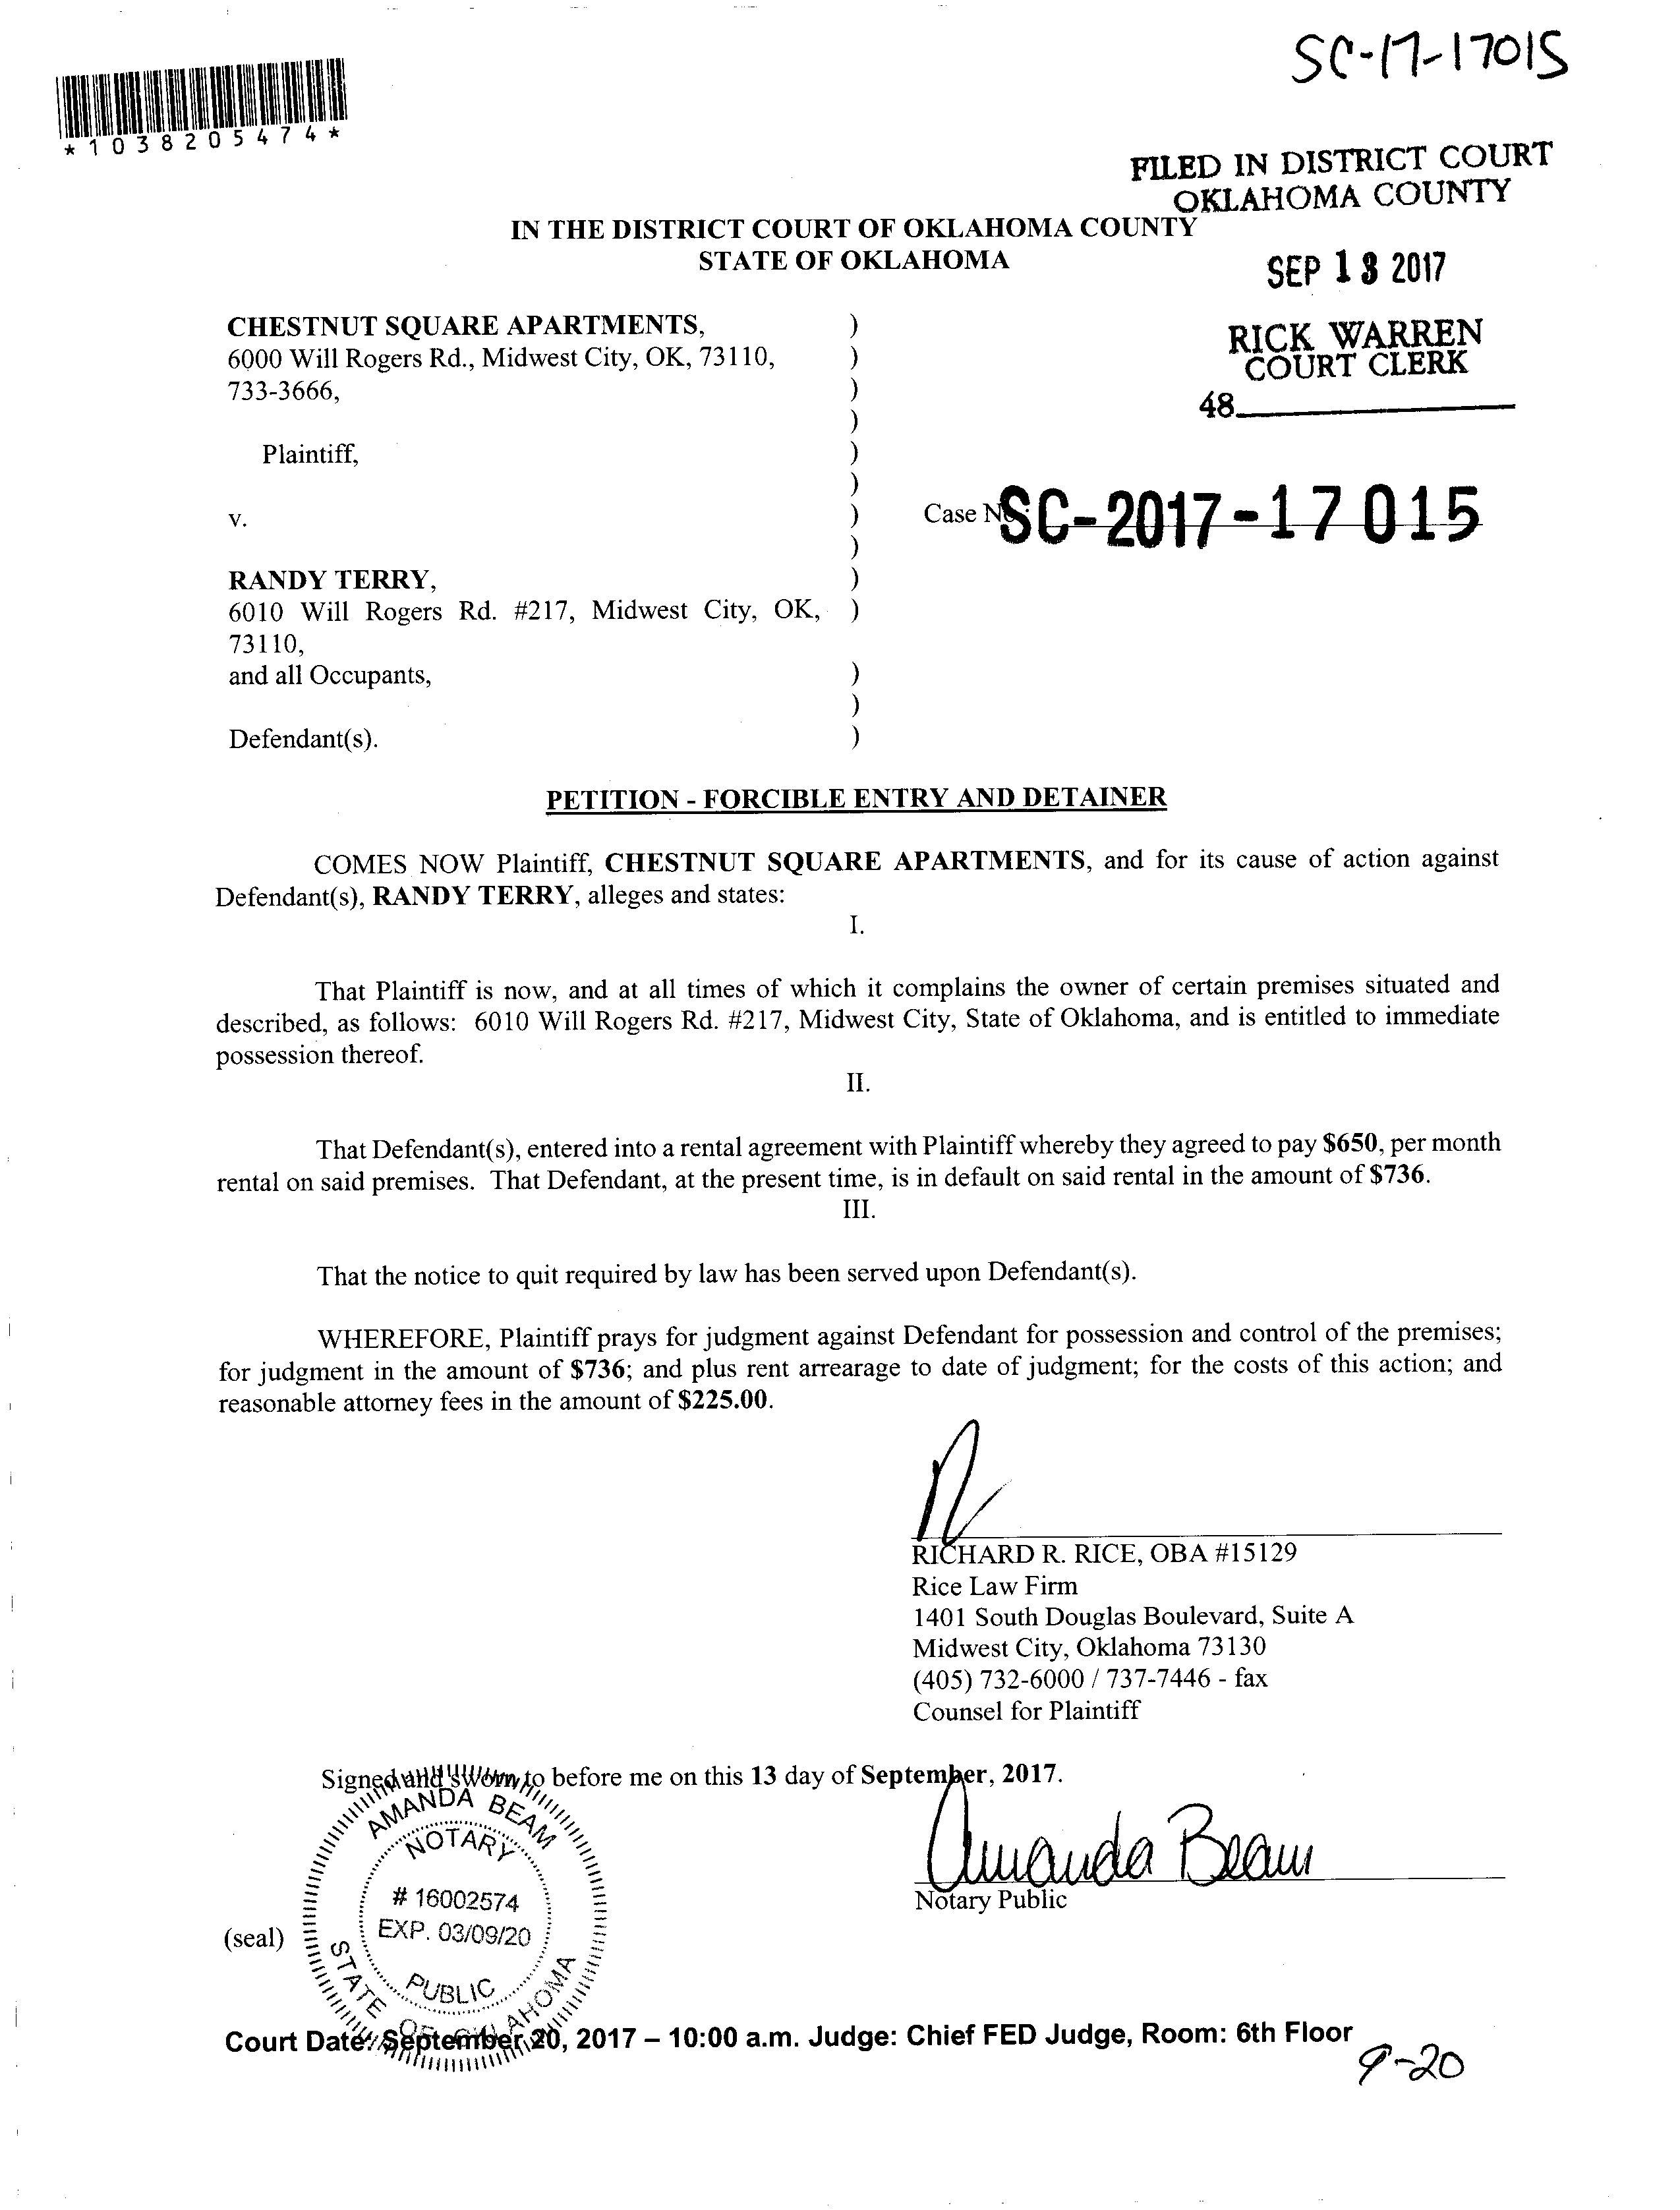 SC-17-17015
*1038205474*
FILED IN DISTRICT COURT
OKLAHOMA COUNTY
IN THE DISTRICT COURT OF OKLAHOMA COUNTY
STATE OF OKLAHOMA
SEP 13 2017
RICK WARREN
COURT CLERK
48
CHESTNUT SQUARE APARTMENTS, )
6000 Will Rogers Rd., Midwest City, OK, 73110, )
733-3666, )
)
Plaintiff, )
)
v. )
Case No. SC-2017-17015
)
RANDY TERRY, )
6010 Will Rogers Rd. #217, Midwest City, OK, )
73110,
and all Occupants, )
)
Defendant(s). )
PETITION - FORCIBLE ENTRY AND DETAINER
COMES NOW Plaintiff, CHESTNUT SQUARE APARTMENTS, and for its cause of action against
Defendant(s), RANDY TERRY, alleges and states:
I.
That Plaintiff is now, and at all times of which it complains the owner of certain premises situated and
described, as follows: 6010 Will Rogers Rd. #217, Midwest City, State of Oklahoma, and is entitled to immediate
possession thereof.
II.
That Defendant(s), entered into a rental agreement with Plaintiff whereby they agreed to pay $650, per month
rental on said premises. That Defendant, at the present time, is in default on said rental in the amount of $736.
III.
That the notice to quit required by law has been served upon Defendant(s).
WHEREFORE, Plaintiff prays for judgment against Defendant for possession and control of the premises;
for judgment in the amount of $736; and plus rent arrearage to date of judgment; for the costs of this action; and
reasonable attorney fees in the amount of $225.00.
RICHARD R. RICE, OBA #15129
Rice Law Firm
1401 South Douglas Boulevard, Suite A
Midwest City, Oklahoma 73130
(405) 732-6000 / 737-7446 - fax
Counsel for Plaintiff
Signed and sworn to before me on this 13 day of September, 2017.
Amanda Beam
Notary Public
(seal)
AMANDA BEAM
NOTARY
# 16002574
EXP. 03/09/20
PUBLIC
STATE OF OKLAHOMA
Court Date: September 20, 2017 – 10:00 a.m. Judge: Chief FED Judge, Room: 6th Floor
9-20